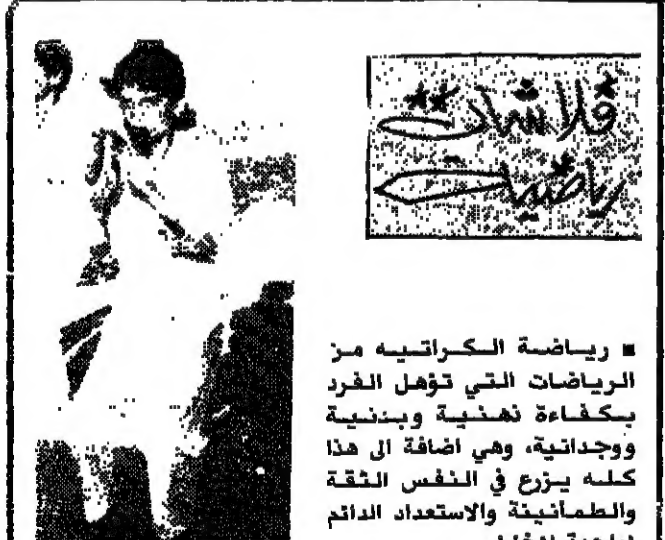 فلاشات
رياضية
■ رياضة الكراتيه من
الرياضات التي تؤهل الفرد
بكفاءة نهنية وبدنية
ووجدانية، وهي اضافة الى هذا
كله يزرع في النفس الثقة
والطمأنينة والاستعداد الدائم